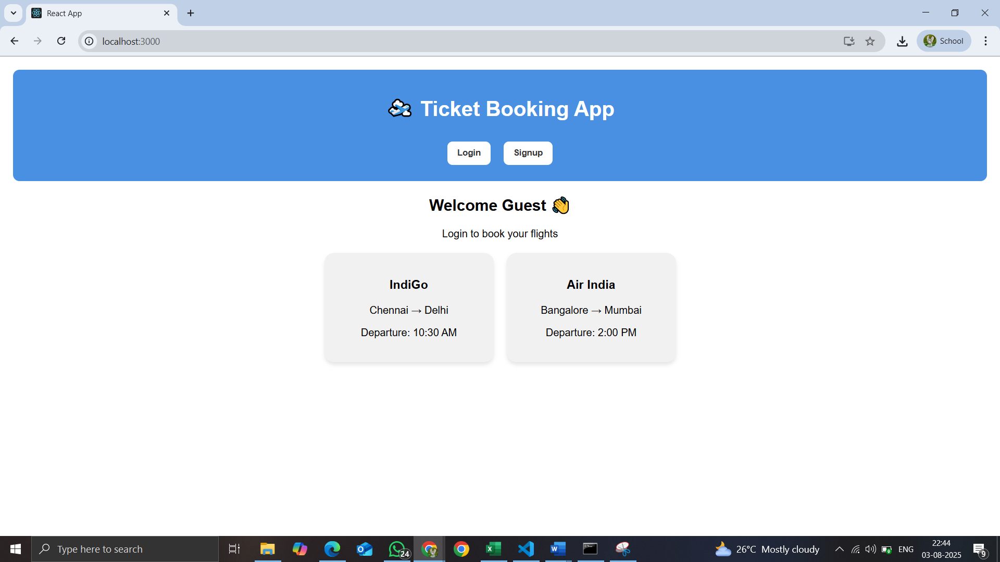 React App
localhost:3000
School
Ticket Booking App
Login Signup
Welcome Guest 👋
Login to book your flights
IndiGo
Chennai → Delhi
Departure: 10:30 AM
Air India
Bangalore → Mumbai
Departure: 2:00 PM
Type here to search
24
26°C Mostly cloudy
ENG
22:44
03-08-2025
9